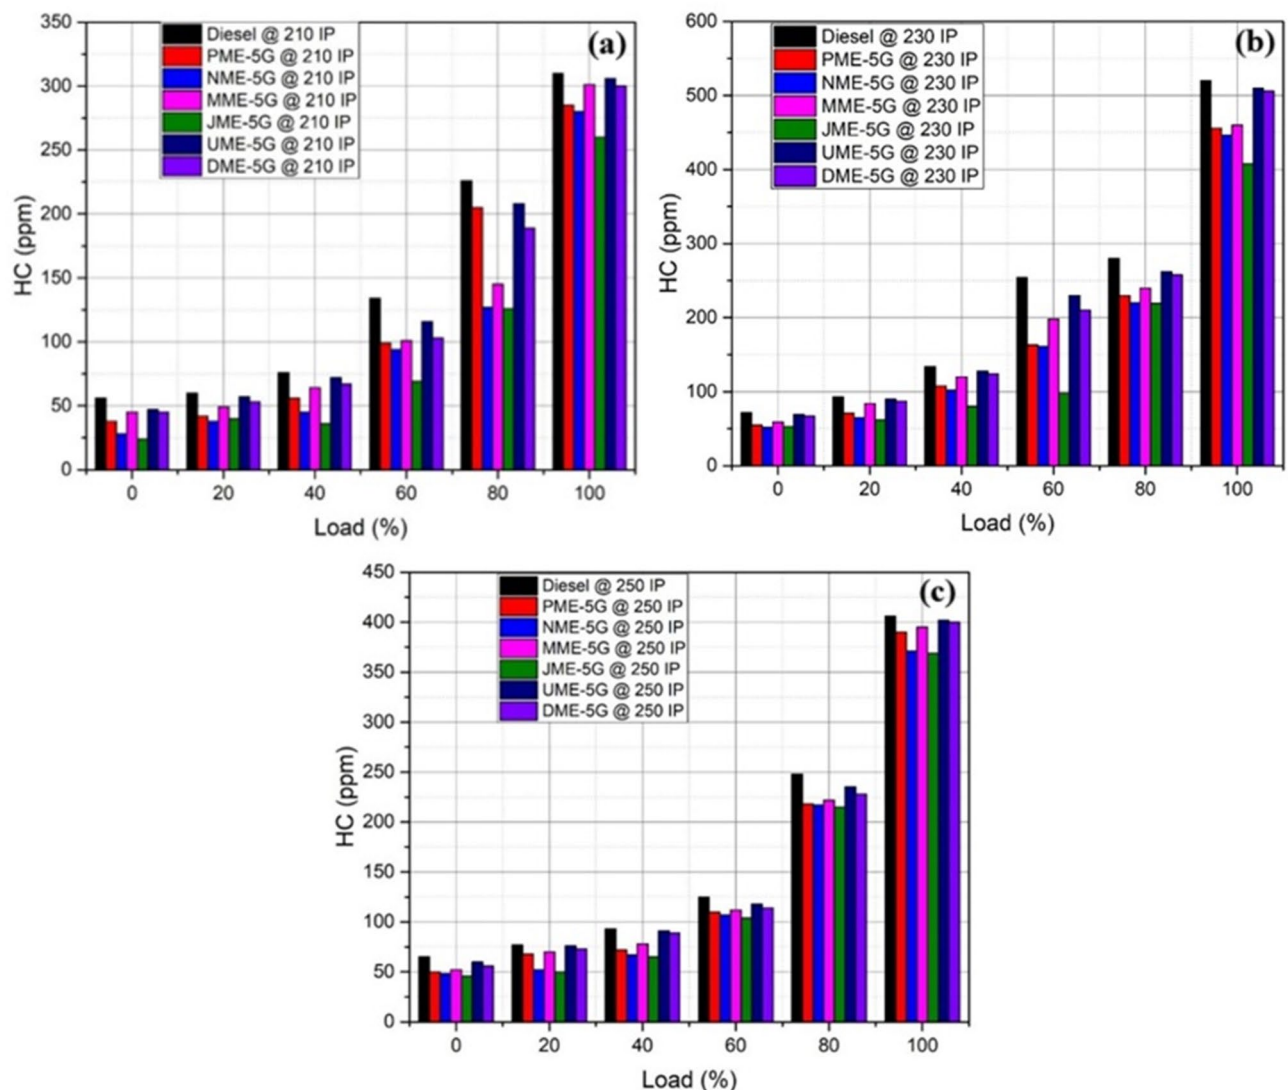 (a)
Diesel @ 210 IP
PME-5G @ 210 IP
NME-5G @ 210 IP
MME-5G @ 210 IP
JME-5G @ 210 IP
UME-5G @ 210 IP
DME-5G @ 210 IP
HC (ppm)
350
300
250
200
150
100
50
0
0 20 40 60 80 100
Load (%)
(b)
Diesel @ 230 IP
PME-5G @ 230 IP
NME-5G @ 230 IP
MME-5G @ 230 IP
JME-5G @ 230 IP
UME-5G @ 230 IP
DME-5G @ 230 IP
HC (ppm)
600
500
400
300
200
100
0
0 20 40 60 80 100
Load (%)
(c)
Diesel @ 250 IP
PME-5G @ 250 IP
NME-5G @ 250 IP
MME-5G @ 250 IP
JME-5G @ 250 IP
UME-5G @ 250 IP
DME-5G @ 250 IP
HC (ppm)
450
400
350
300
250
200
150
100
50
0
0 20 40 60 80 100
Load (%)